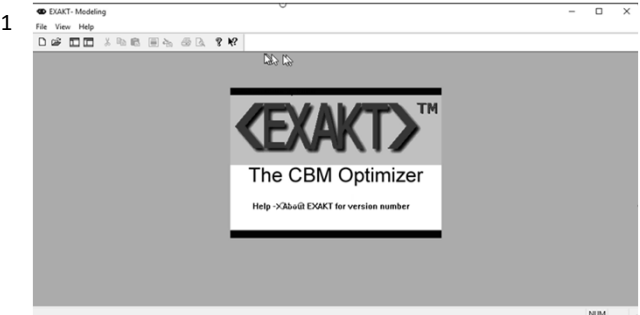 1
EXAKT- Modeling
File View Help
<EXAKT>™
The CBM Optimizer
Help -> About EXAKT for version number
NUM